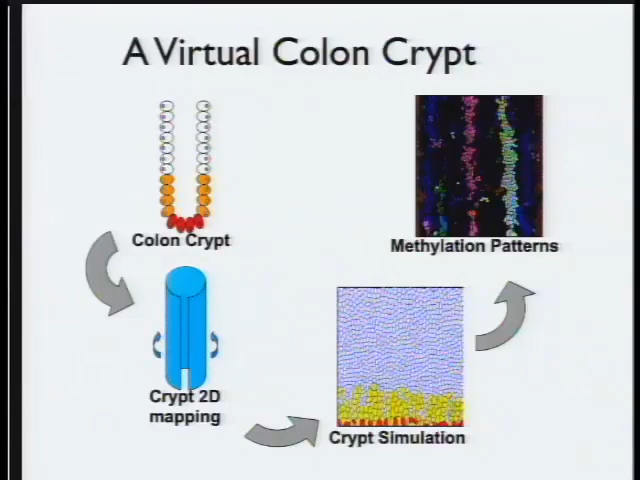 A Virtual Colon Crypt
Colon Crypt
Methylation Patterns
Crypt 2D
mapping
Crypt Simulation